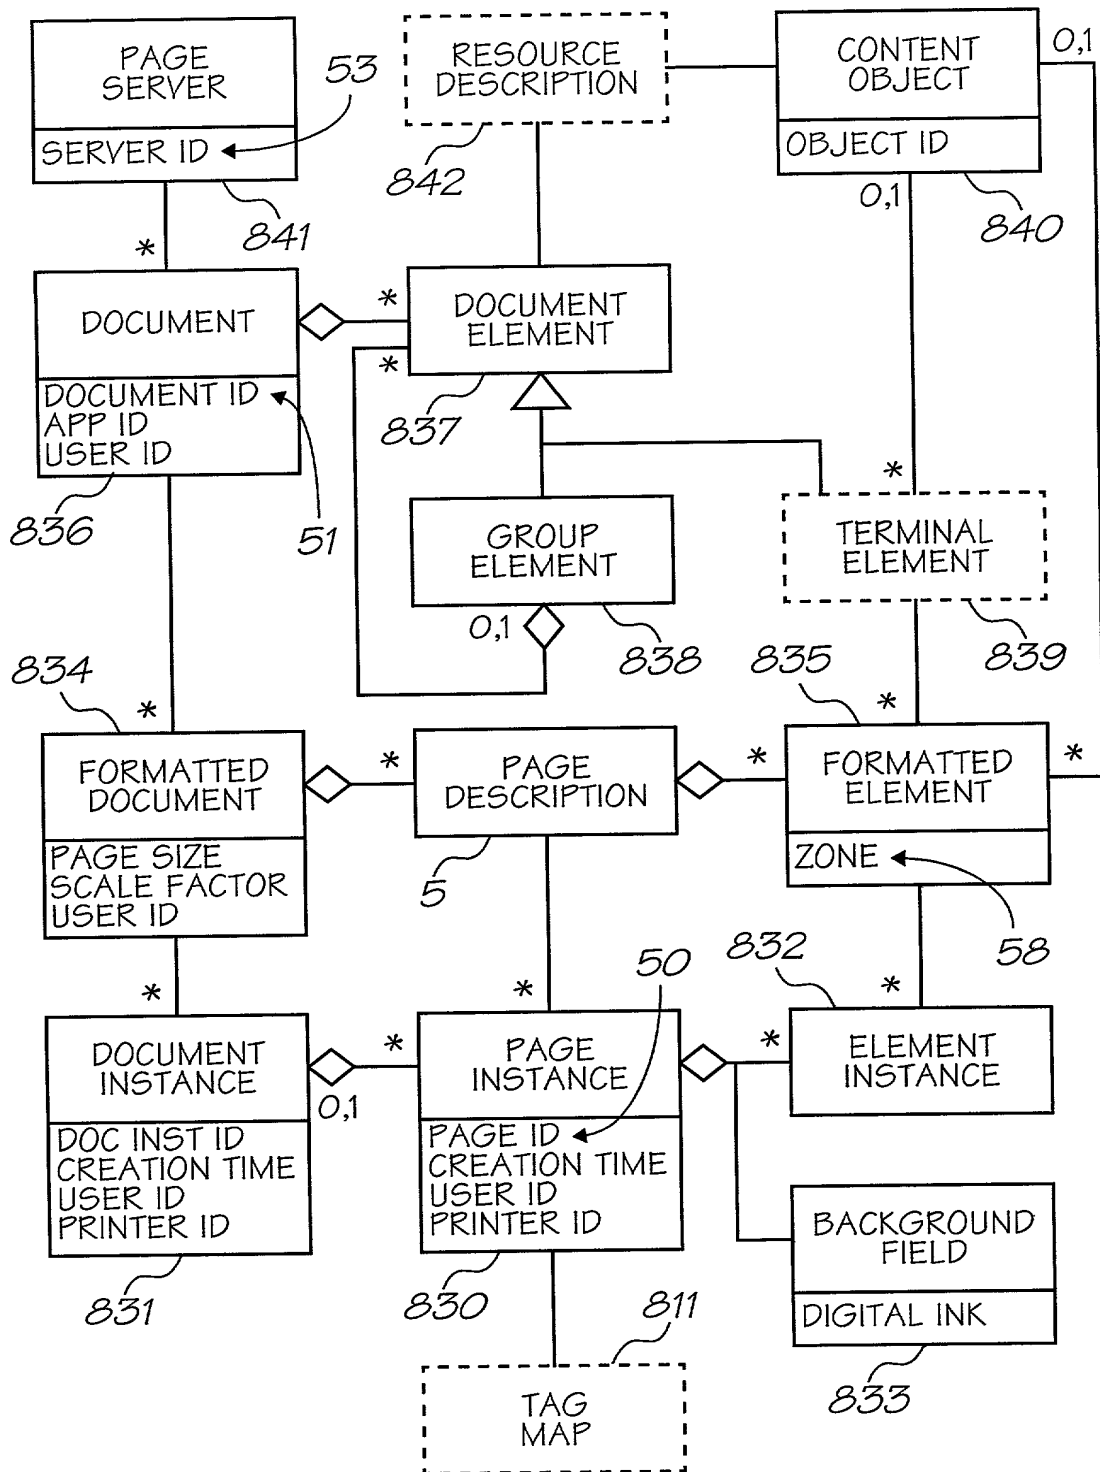 PAGE
SERVER
53
SERVER ID
841
*
RESOURCE
DESCRIPTION
842
CONTENT
OBJECT
0,1
OBJECT ID
0,1
840
DOCUMENT
DOCUMENT ID
APP ID
USER ID
836
51
*
DOCUMENT
ELEMENT
*
837
GROUP
ELEMENT
0,1
838
*
TERMINAL
ELEMENT
839
834
*
FORMATTED
DOCUMENT
PAGE SIZE
SCALE FACTOR
USER ID
*
PAGE
DESCRIPTION
5
835
*
*
FORMATTED
ELEMENT
*
ZONE
58
*
DOCUMENT
INSTANCE
0,1
DOC INST ID
CREATION TIME
USER ID
PRINTER ID
831
*
*
50
PAGE
INSTANCE
PAGE ID
CREATION TIME
USER ID
PRINTER ID
830
832
*
*
ELEMENT
INSTANCE
BACKGROUND
FIELD
DIGITAL INK
833
811
TAG
MAP